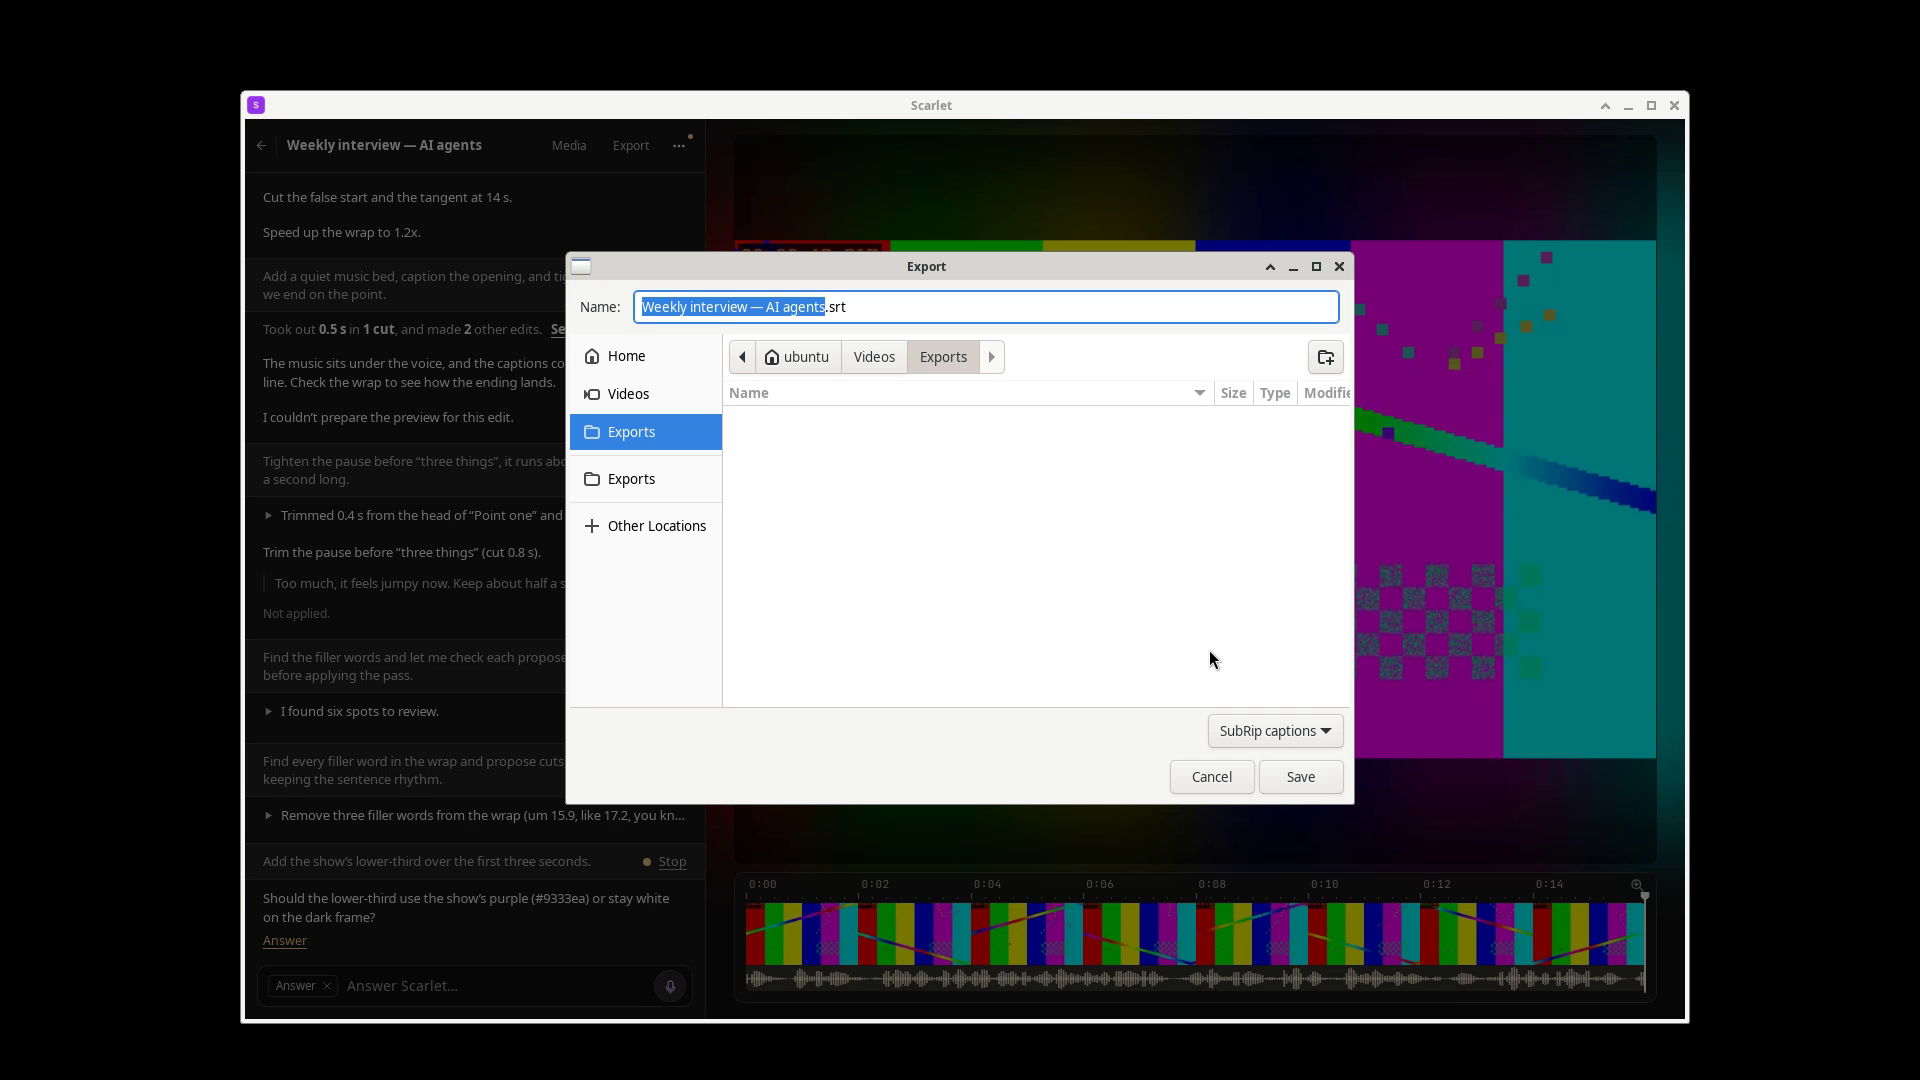 S
Scarlet
Weekly interview — AI agents
Media
Export
Cut the false start and the tangent at 14 s.
Speed up the wrap to 1.2x.
Add a quiet music bed, caption the opening, and
we end on the point.
Took out 0.5 s in 1 cut, and made 2 other edits.
The music sits under the voice, and the captions
line. Check the wrap to see how the ending lands.
I couldn’t prepare the preview for this edit.
Tighten the pause before “three things”, it runs
a second long.
Trimmed 0.4 s from the head of “Point one” and
Trim the pause before “three things” (cut 0.8 s).
Too much, it feels jumpy now. Keep about half a
Not applied.
Find the filler words and let me check each
before applying the pass.
I found six spots to review.
Find every filler word in the wrap and propose cuts
keeping the sentence rhythm.
Remove three filler words from the wrap (um 15.9, like 17.2, you kn...
Add the show’s lower-third over the first three seconds.
Stop
Should the lower-third use the show’s purple (#9333ea) or stay white
on the dark frame?
Answer
Answer
Answer Scarlet...
Export
Name:
Weekly interview — AI agents.srt
Home
Videos
Exports
Exports
Other Locations
ubuntu
Videos
Exports
Name
Size
Type
SubRip captions
Cancel
Save
0:00
0:02
0:04
0:06
0:08
0:10
0:12
0:14